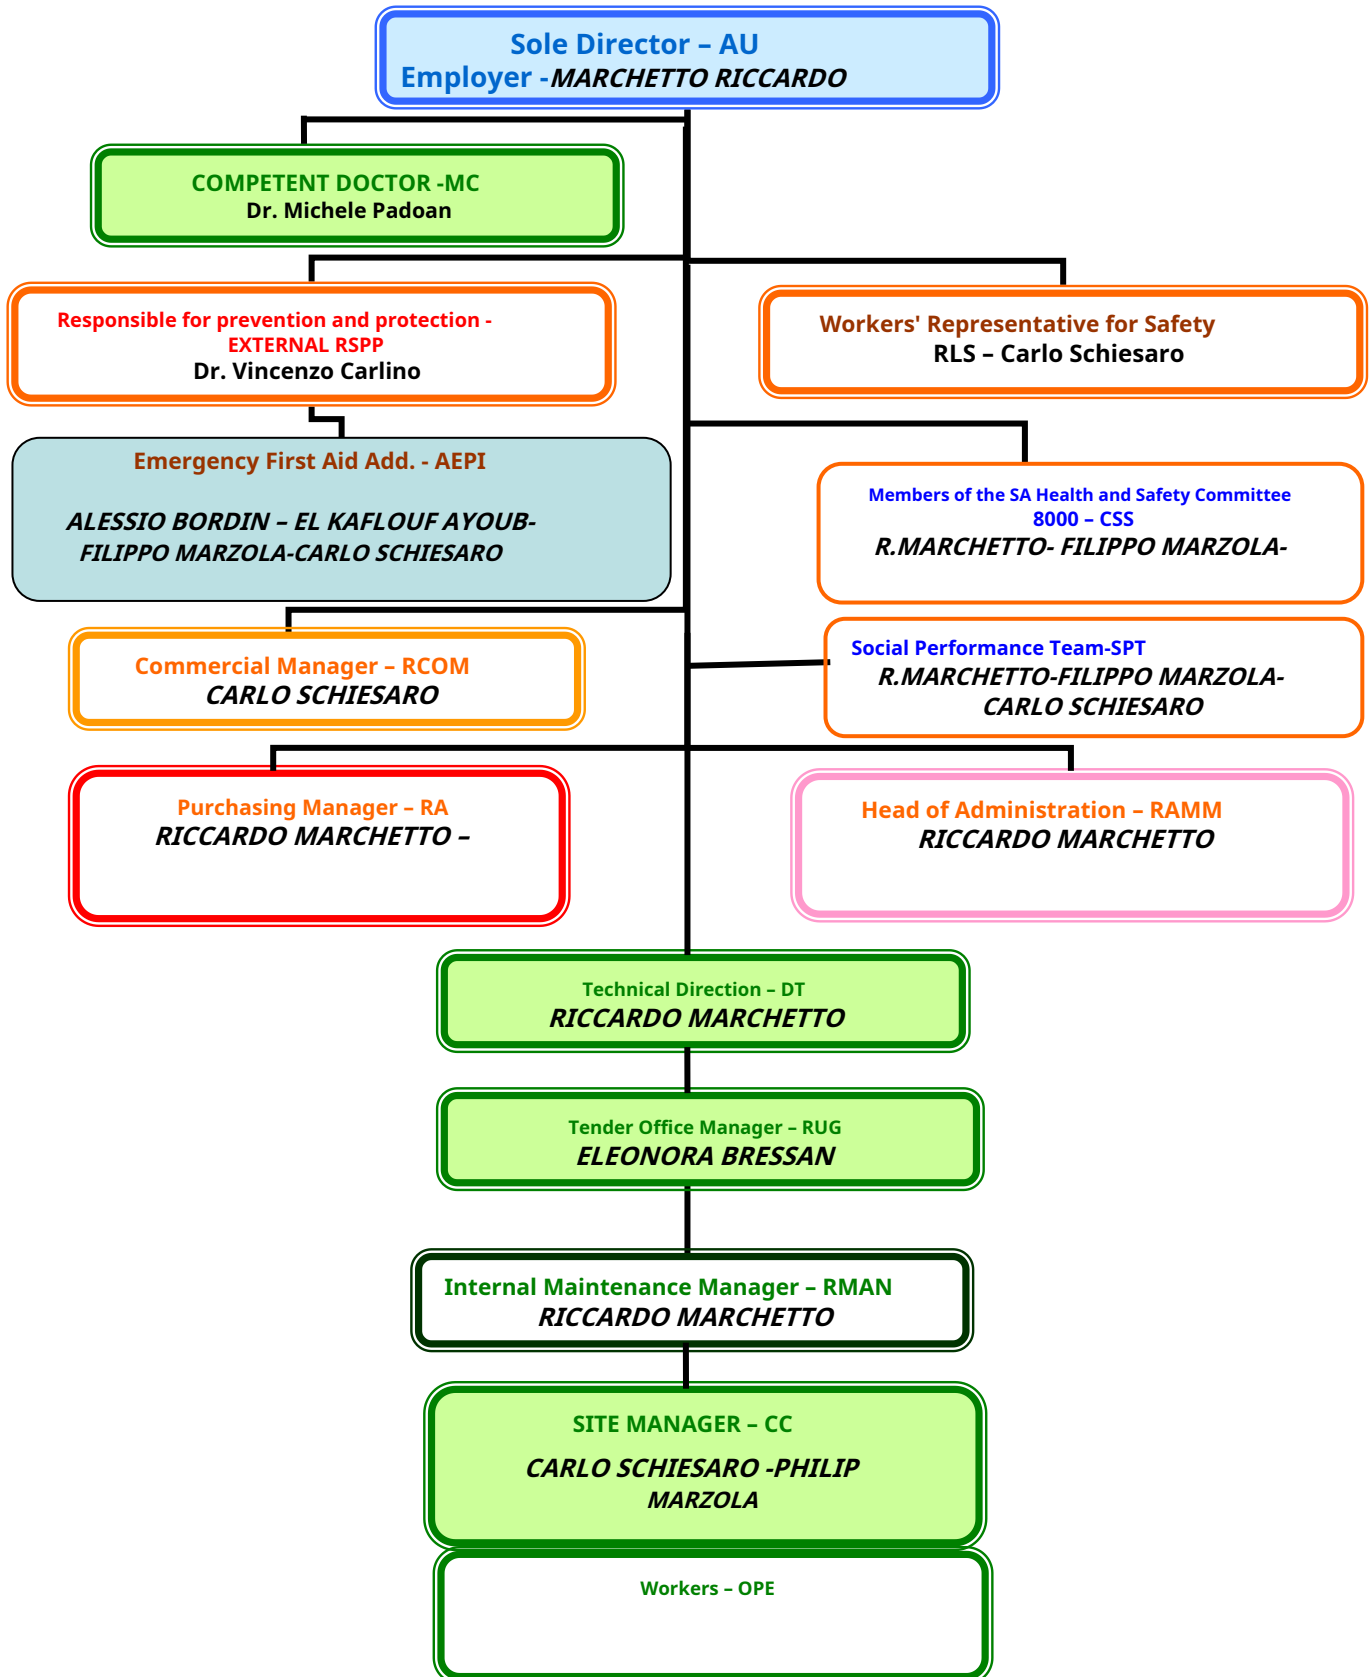 Sole Director – AU
Employer -MARCHETTO RICCARDO
COMPETENT DOCTOR -MC
Dr. Michele Padoan
Responsible for prevention and protection -
EXTERNAL RSPP
Dr. Vincenzo Carlino
Workers' Representative for Safety
RLS – Carlo Schiesaro
Emergency First Aid Add. - AEPI
ALESSIO BORDIN – EL KAFLOUF AYOUB-
FILIPPO MARZOLA-CARLO SCHIESARO
Members of the SA Health and Safety Committee
8000 – CSS
R.MARCHETTO- FILIPPO MARZOLA-
Commercial Manager – RCOM
CARLO SCHIESARO
Social Performance Team-SPT
R.MARCHETTO-FILIPPO MARZOLA-
CARLO SCHIESARO
Purchasing Manager – RA
RICCARDO MARCHETTO –
Head of Administration – RAMM
RICCARDO MARCHETTO
Technical Direction – DT
RICCARDO MARCHETTO
Tender Office Manager – RUG
ELEONORA BRESSAN
Internal Maintenance Manager – RMAN
RICCARDO MARCHETTO
SITE MANAGER – CC
CARLO SCHIESARO -PHILIP
MARZOLA
Workers – OPE